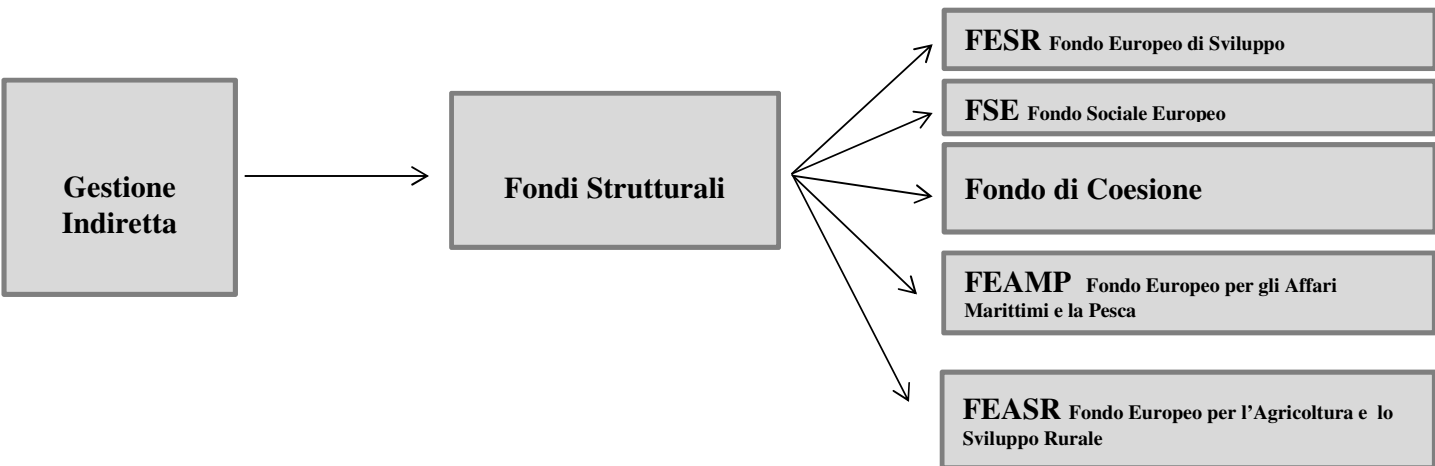 Gestione
Indiretta
Fondi Strutturali
FESR Fondo Europeo di Sviluppo
FSE Fondo Sociale Europeo
Fondo di Coesione
FEAMP Fondo Europeo per gli Affari
Marittimi e la Pesca
FEASR Fondo Europeo per l’Agricoltura e lo
Sviluppo Rurale